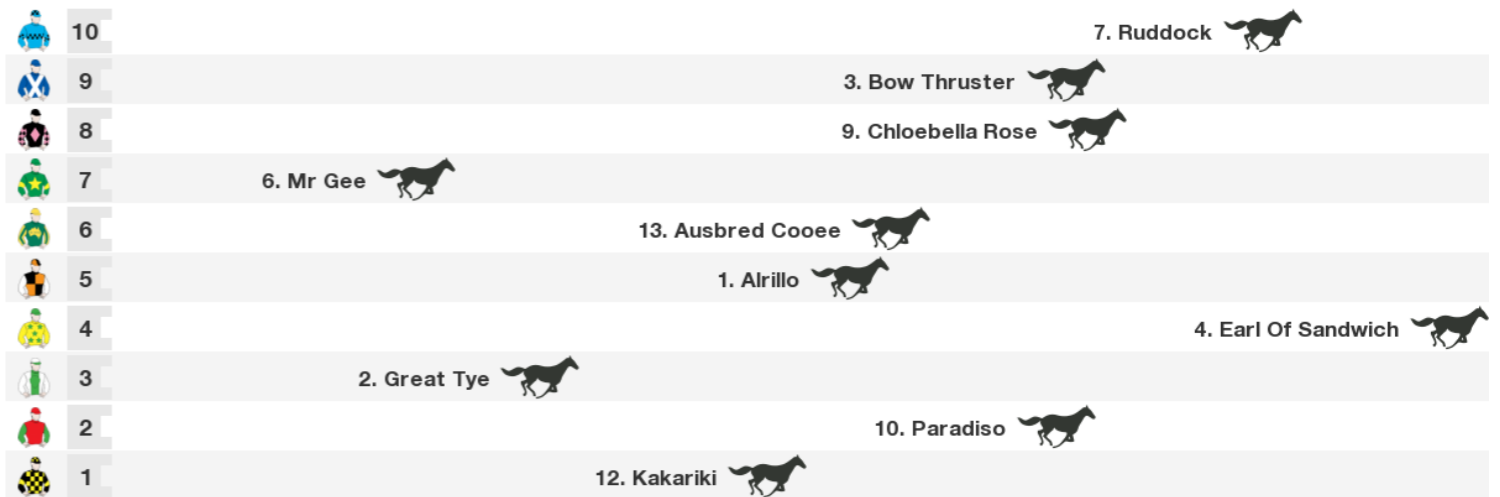 10 7. Ruddock
9 3. Bow Thruster
8 9. Chloebella Rose
7 6. Mr Gee
6 13. Ausbred Cooee
5 1. Alrillo
4 4. Earl Of Sandwich
3 2. Great Tye
2 10. Paradiso
1 12. Kakariki